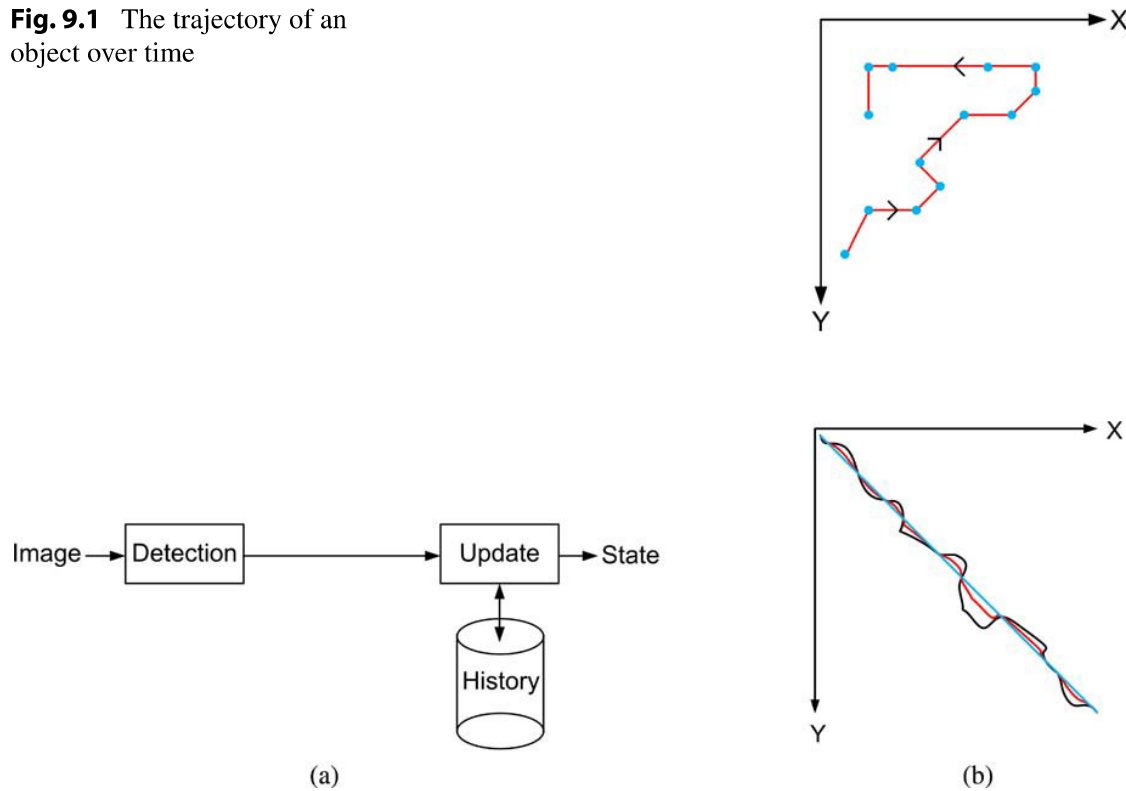 Fig. 9.1 The trajectory of an
object over time
X
Y
Image
Detection
Update
State
History
(a)
X
Y
(b)